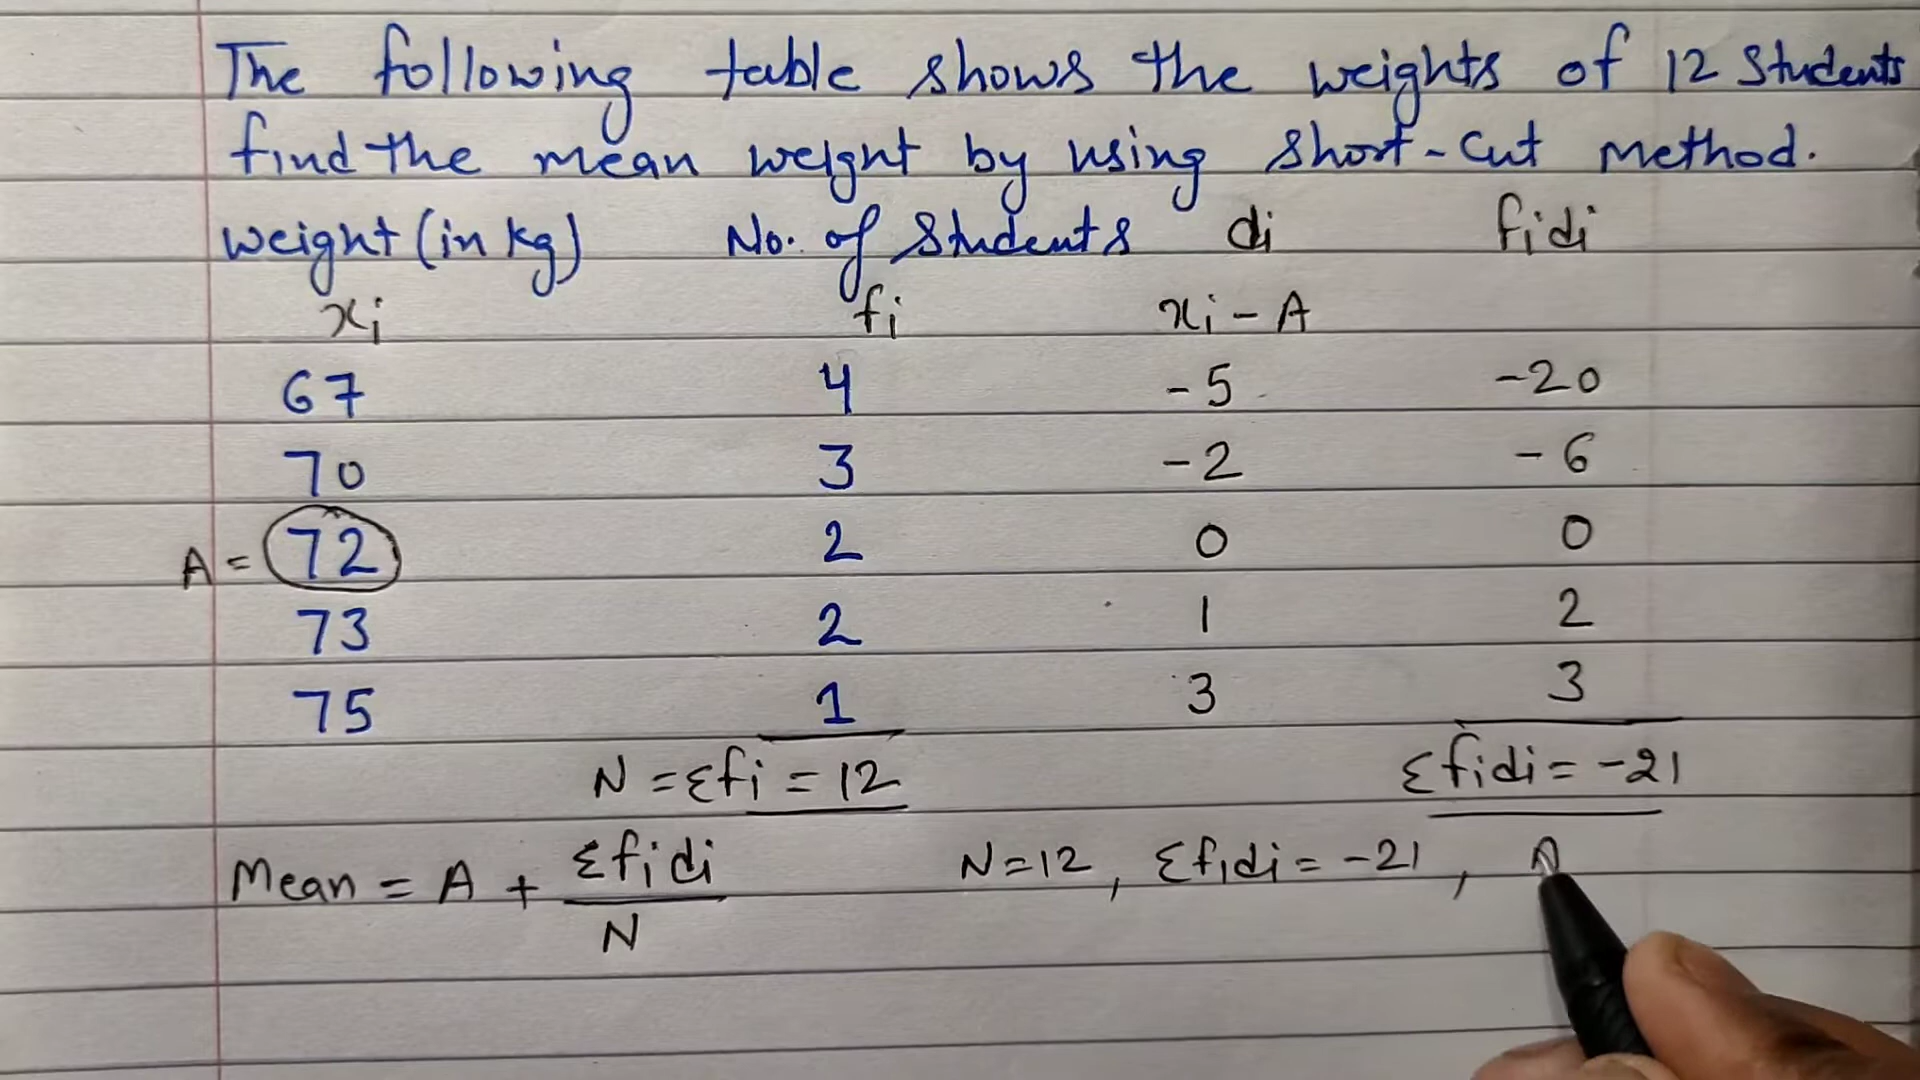 The following table shows the weights of 12 Students
find the mean weight by using short-cut method.
weight (in kg) No. of Students di fidi
xi fi xi - A
67 4 -5 -20
70 3 -2 -6
A = 72 2 0 0
73 2 1 2
75 1 3 3
N = Σfi = 12 Σfidi = -21
Mean = A + Σfidi / N N=12, Σfidi = -21, A